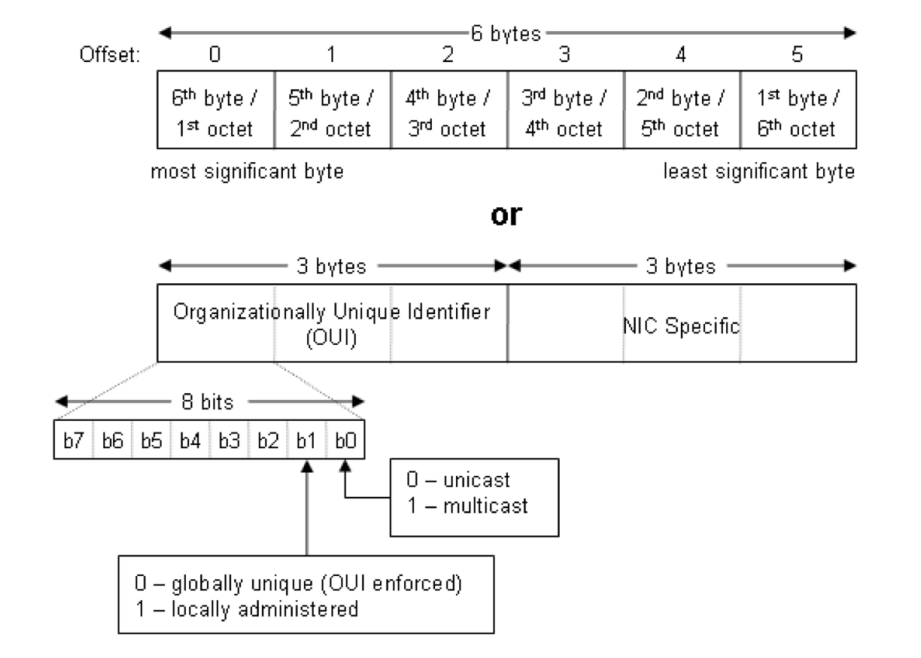 6 bytes
Offset: 0 1 2 3 4 5
6th byte / 5th byte / 4th byte / 3rd byte / 2nd byte / 1st byte /
1st octet 2nd octet 3rd octet 4th octet 5th octet 6th octet
most significant byte least significant byte
or
3 bytes 3 bytes
Organizationally Unique Identifier
(OUI)
NIC Specific
8 bits
b7 b6 b5 b4 b3 b2 b1 b0
0 – unicast
1 – multicast
0 – globally unique (OUI enforced)
1 – locally administered